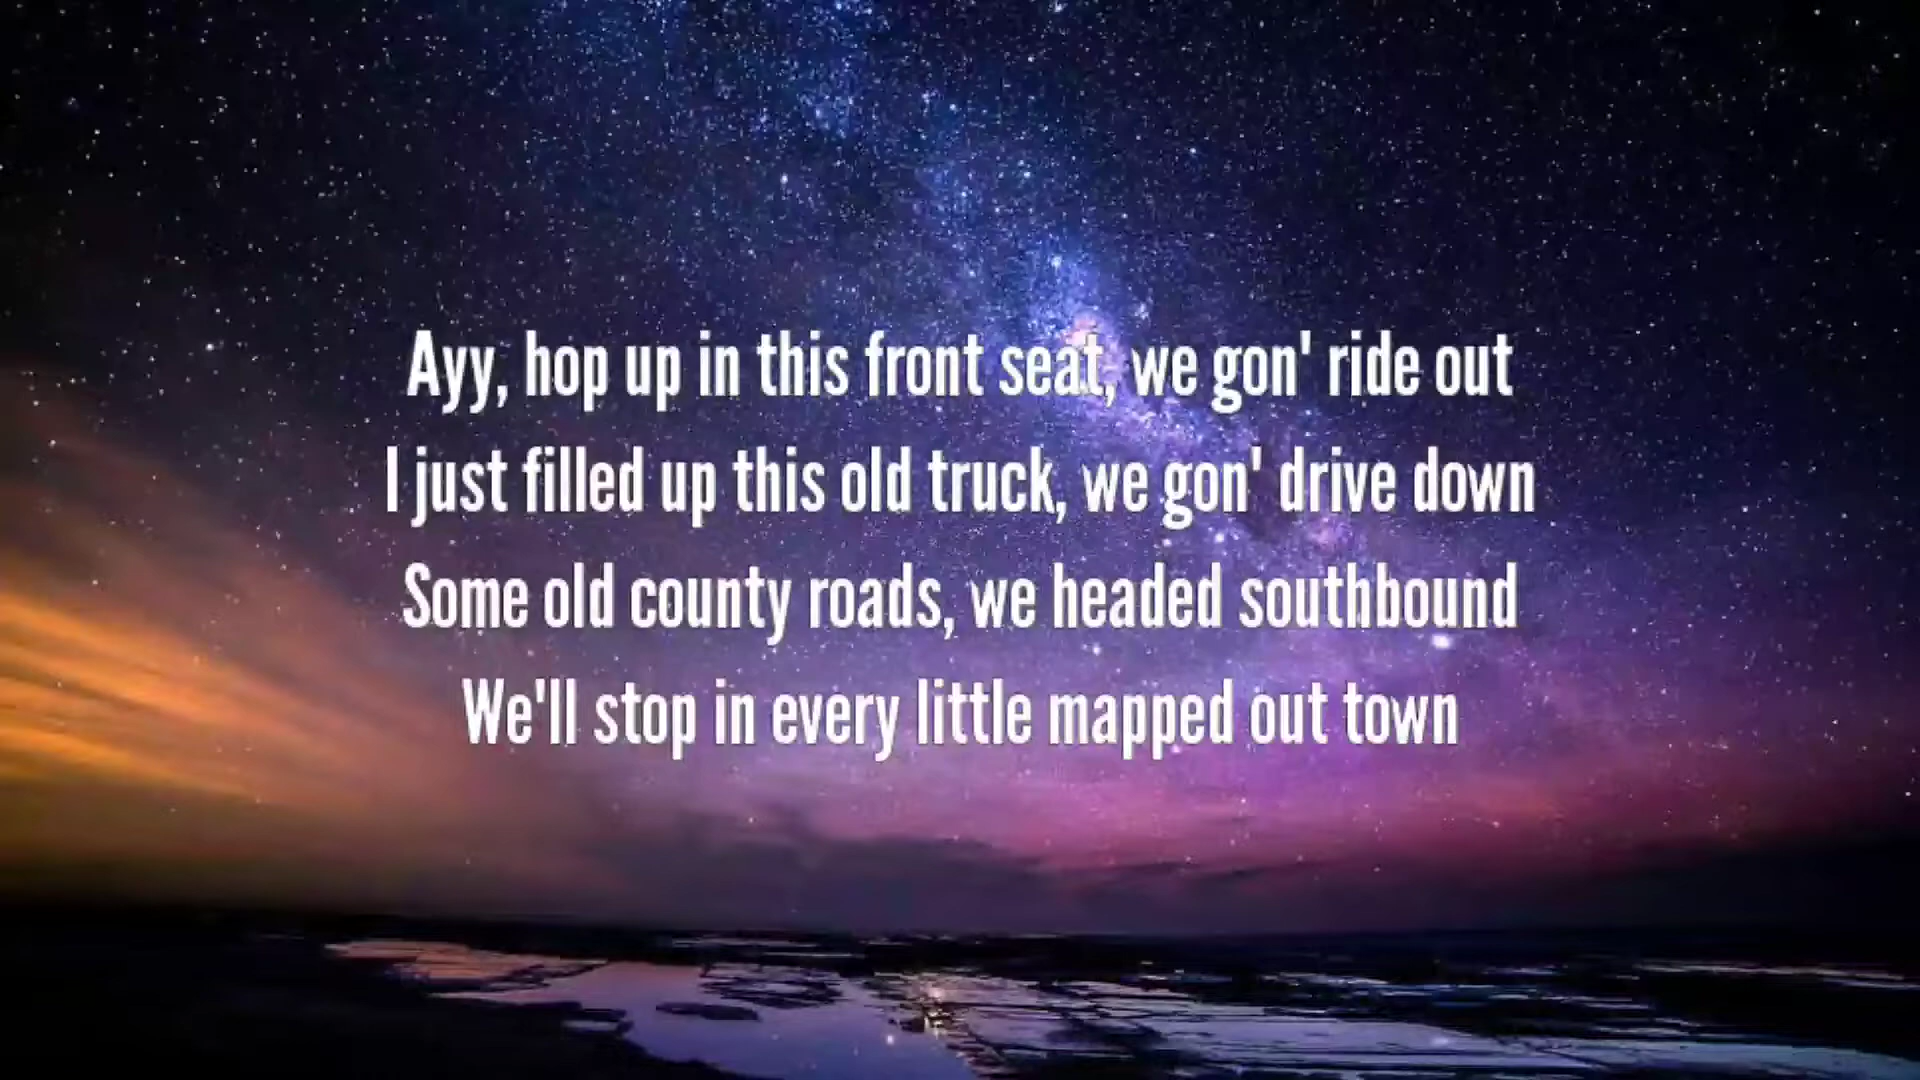 Ayy, hop up in this front seat, we gon' ride out
I just filled up this old truck, we gon' drive down
Some old county roads, we headed southbound
We'll stop in every little mapped out town